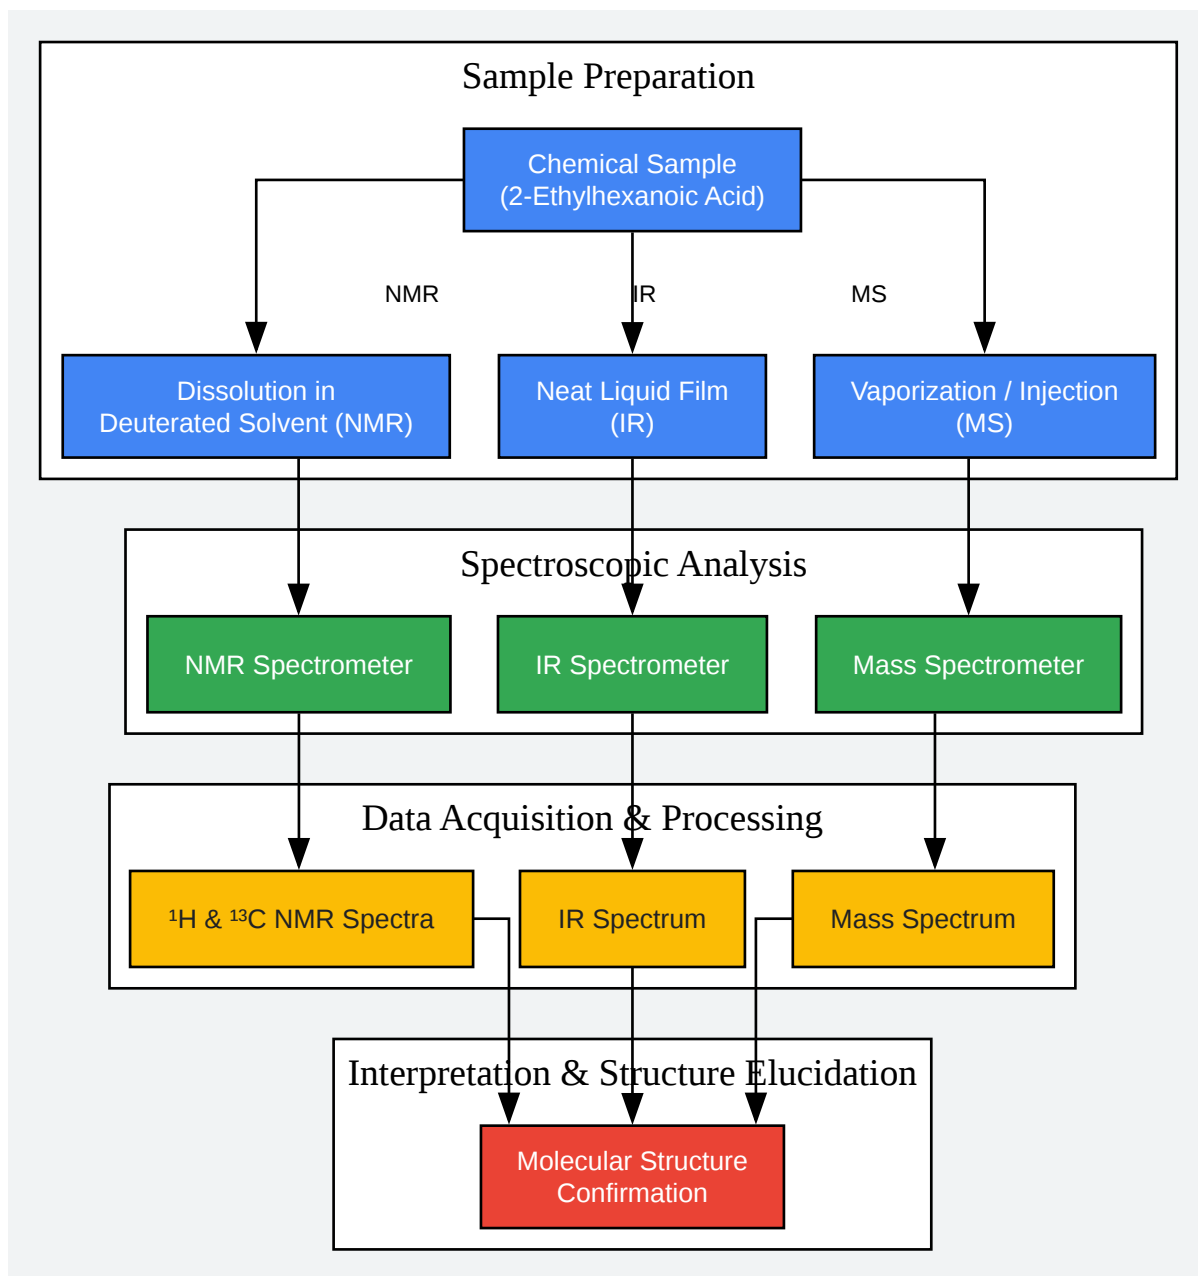 Sample Preparation
Chemical Sample
(2-Ethylhexanoic Acid)
NMR
IR
MS
Dissolution in
Deuterated Solvent (NMR)
Neat Liquid Film
(IR)
Vaporization / Injection
(MS)
Spectroscopic Analysis
NMR Spectrometer
IR Spectrometer
Mass Spectrometer
Data Acquisition & Processing
¹H & ¹³C NMR Spectra
IR Spectrum
Mass Spectrum
Interpretation & Structure Elucidation
Molecular Structure
Confirmation